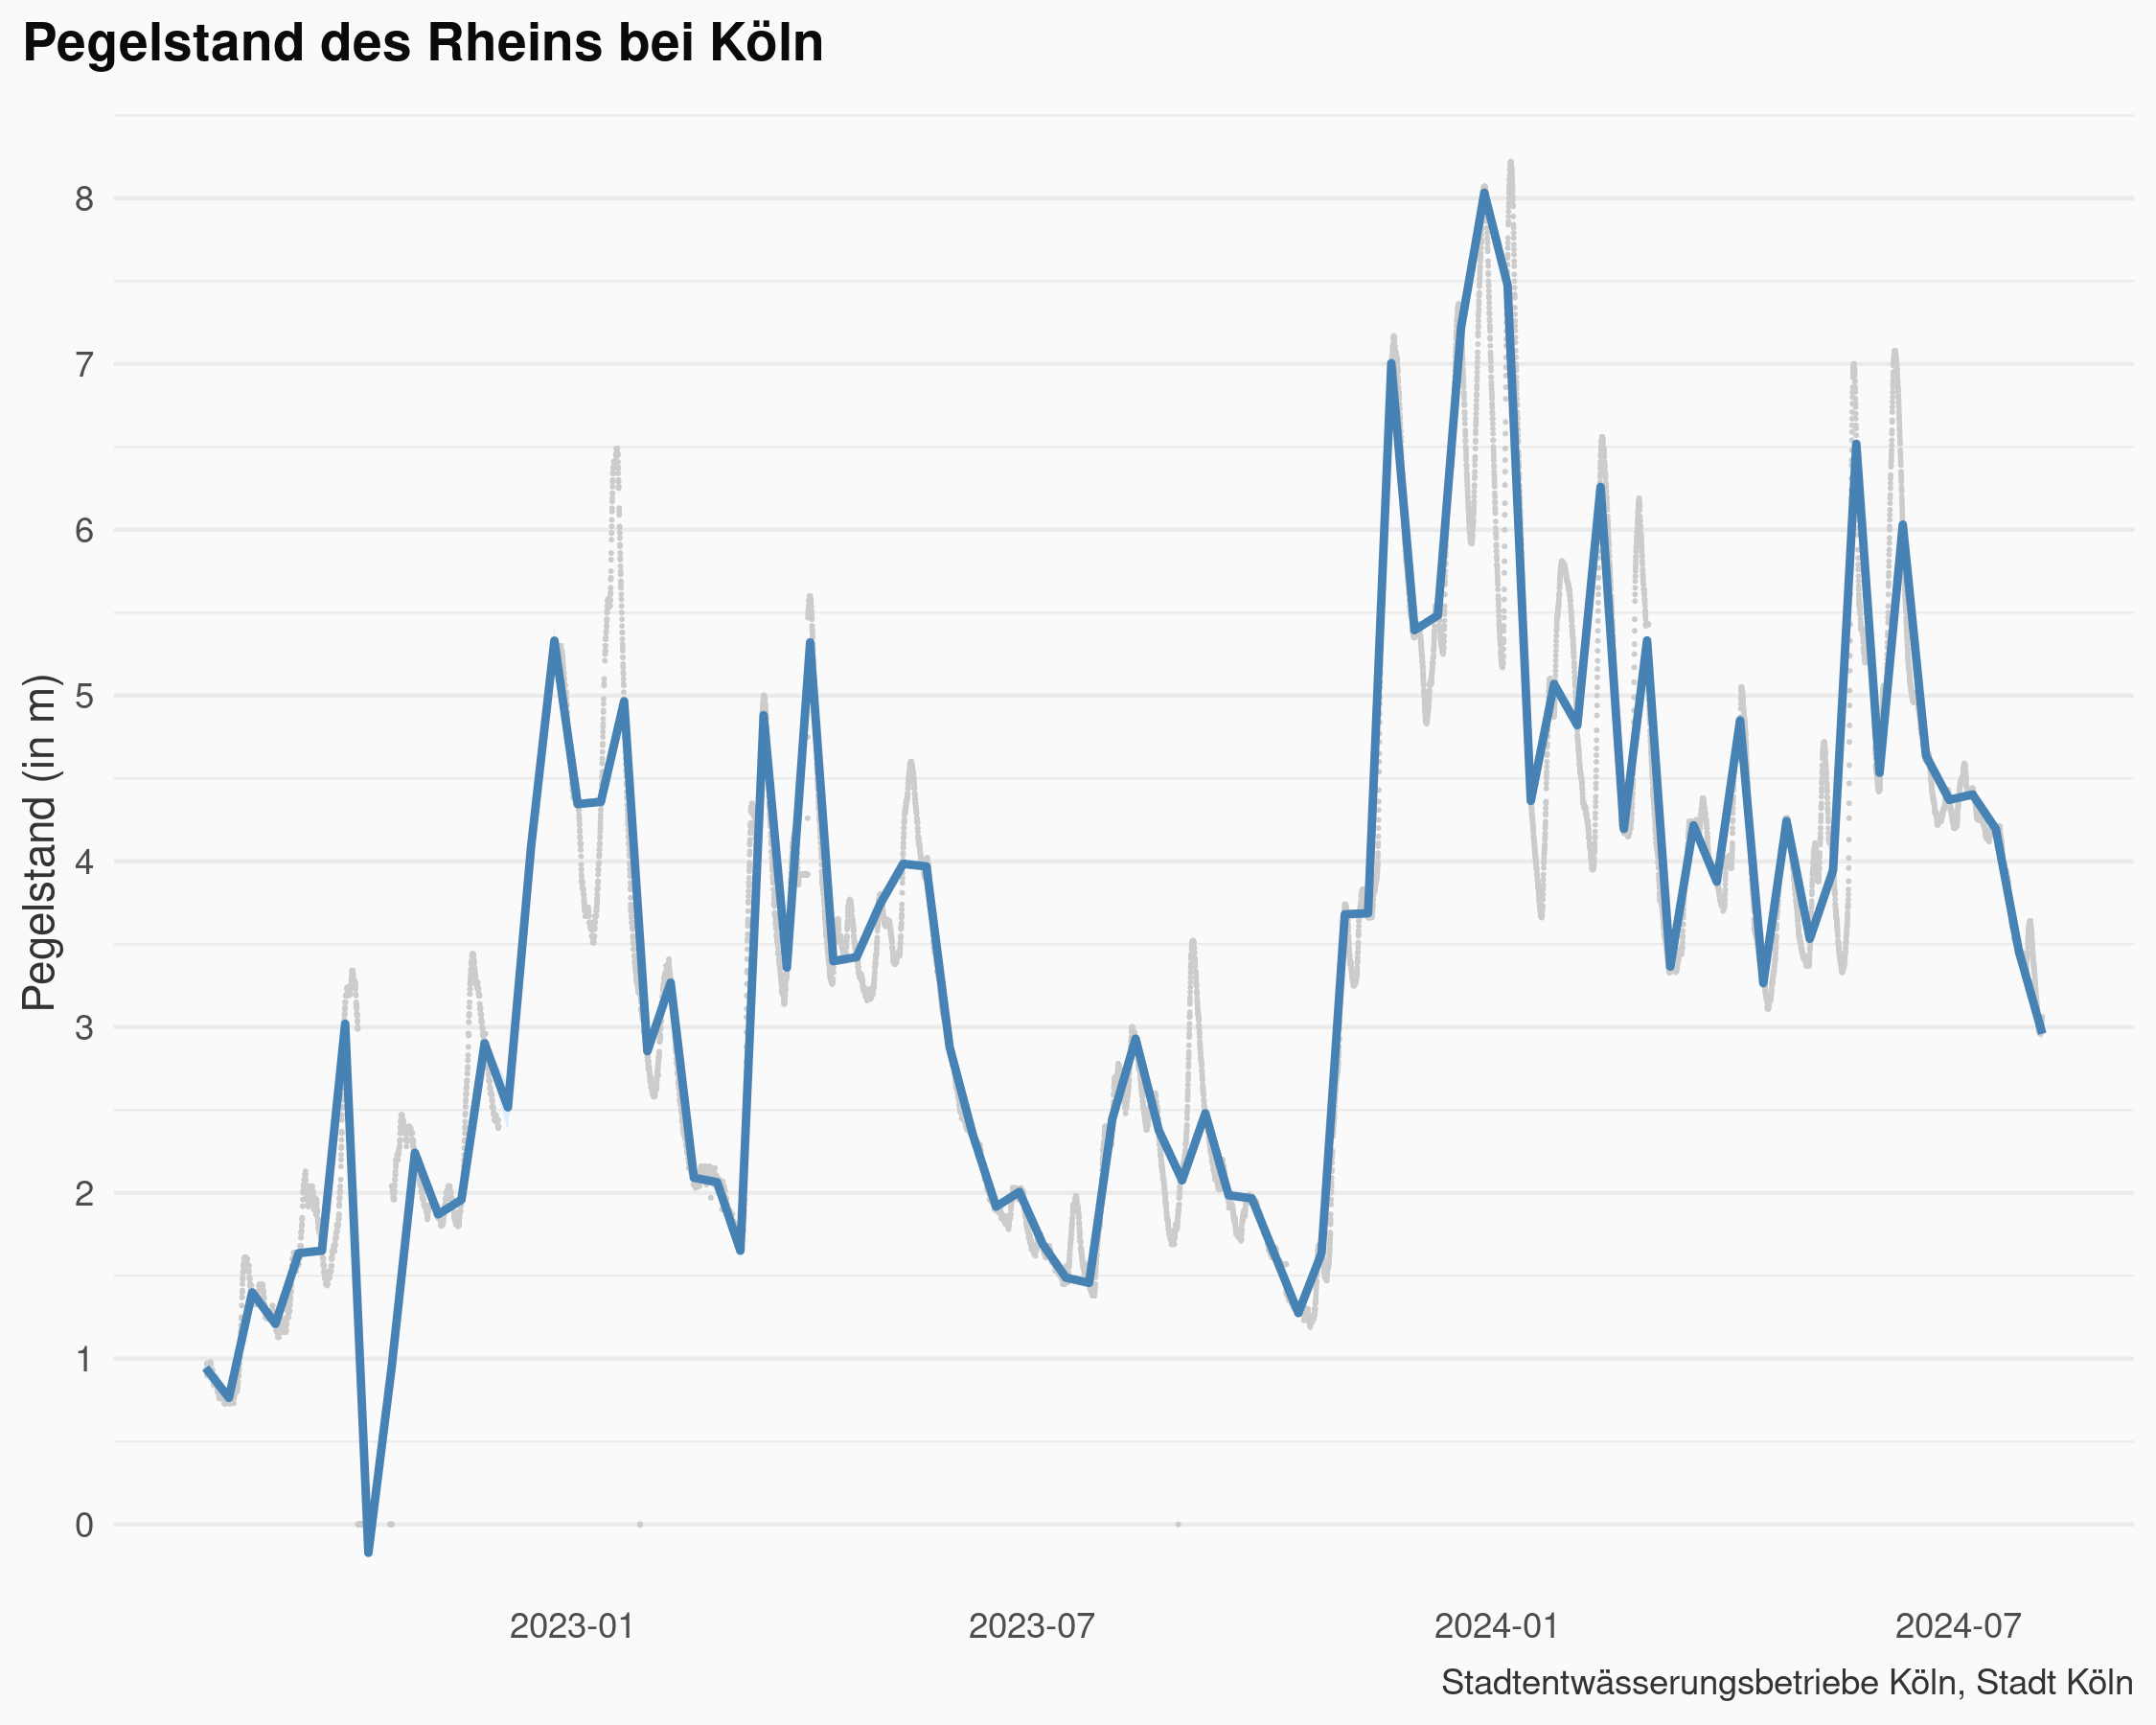 Pegelstand des Rheins bei Köln
Pegelstand (in m)
8
7
6
5
4
3
2
1
0
2023-01 2023-07 2024-01 2024-07
Stadtentwässerungsbetriebe Köln, Stadt Köln